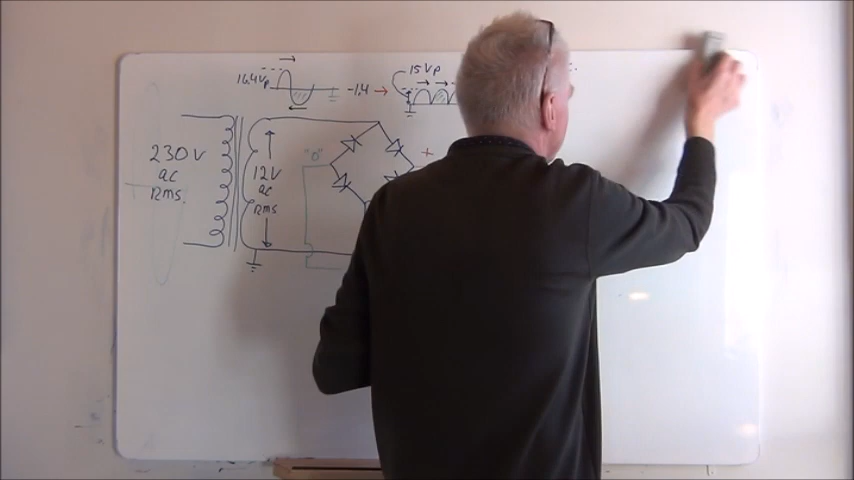 16.4Vp
-1,4
15Vp
230V
ac
rms.
12V
ac
rms
"0"
+